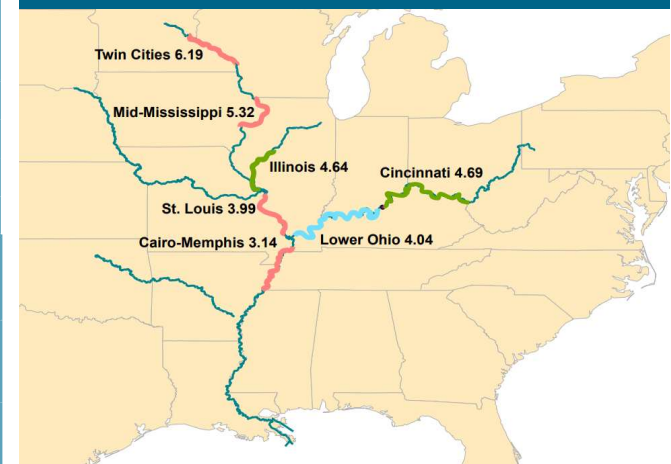 Twin Cities 6.19
Mid-Mississippi 5.32
Illinois 4.64
Cincinnati 4.69
St. Louis 3.99
Cairo-Memphis 3.14
Lower Ohio 4.04